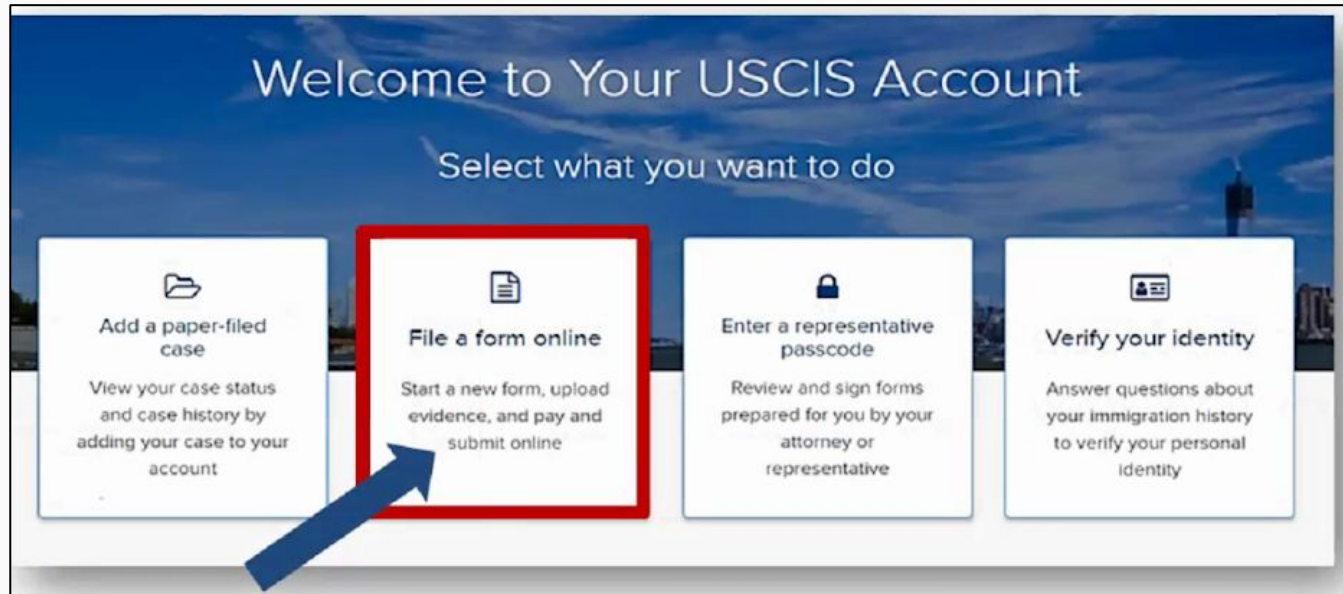 Welcome to Your USCIS Account
Select what you want to do
Add a paper-filed
case
View your case status
and case history by
adding your case to your
account
File a form online
Start a new form, upload
evidence, and pay and
submit online
Enter a representative
passcode
Review and sign forms
prepared for you by your
attorney or
representative
Verify your identity
Answer questions about
your immigration history
to verify your personal
identity